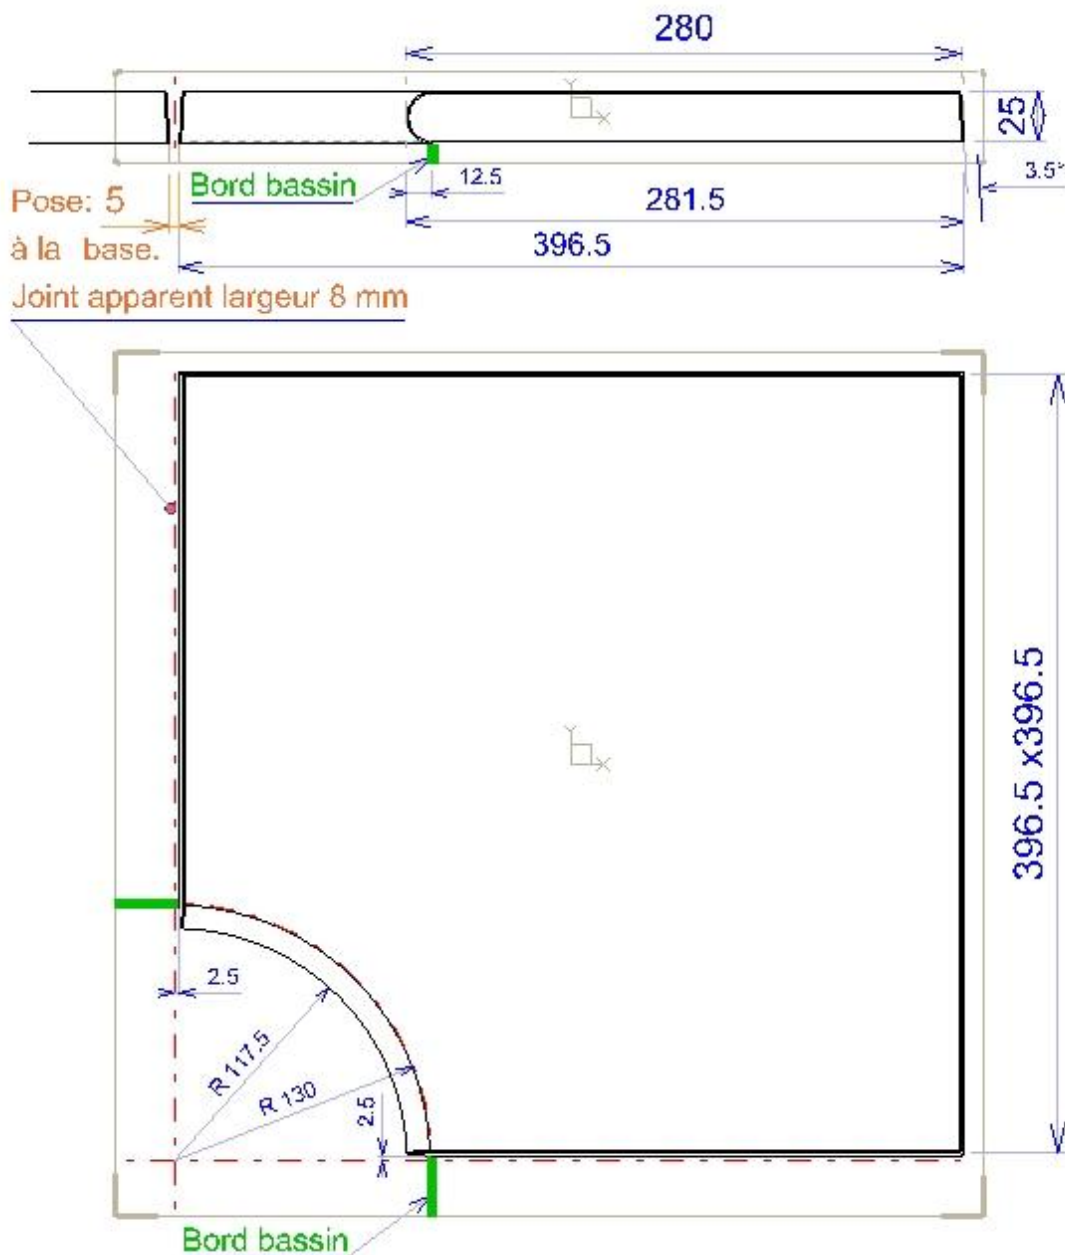 280
25
3.5°
Bord bassin
12.5
281.5
396.5
Pose: 5
à la base.
Joint apparent largeur 8 mm
Y
X
396.5 x396.5
Y
X
2.5
R 117,5
R 130
2.5
Bord bassin